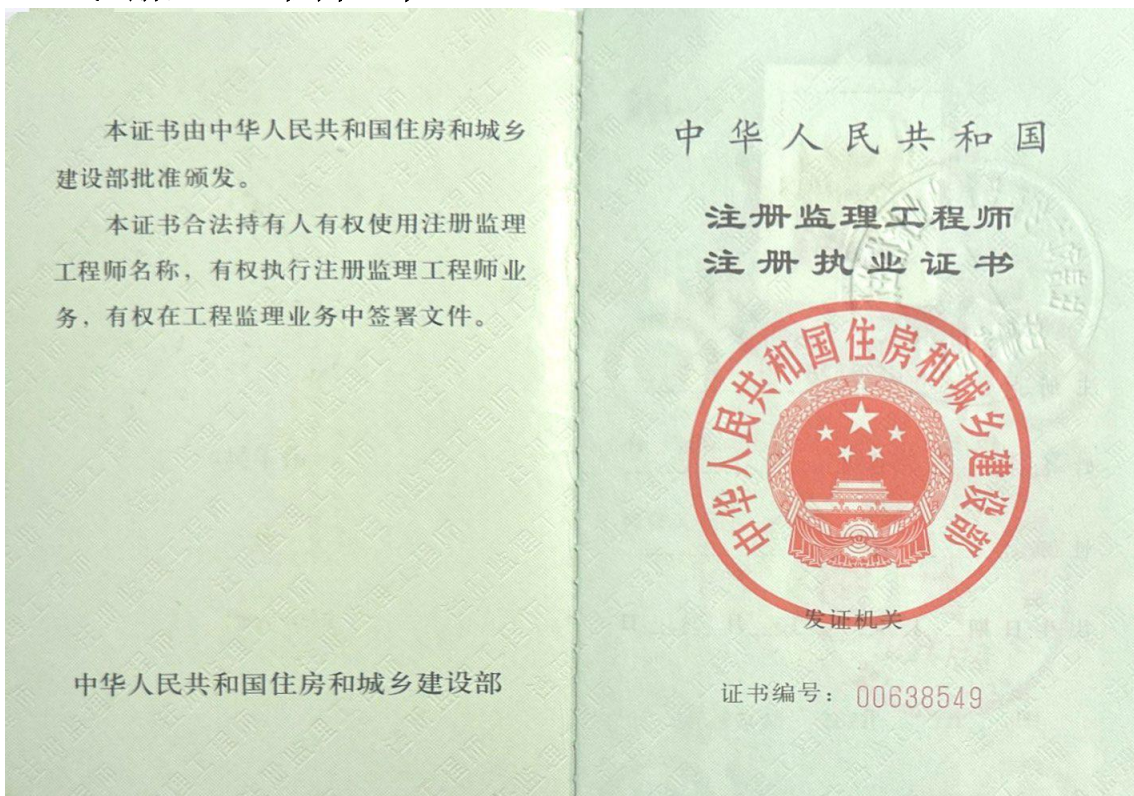 本证书由中华人民共和国住房和城乡
建设部批准颁发。
本证书合法持有人有权使用注册监理
工程师名称，有权执行注册监理工程师业
务，有权在工程监理业务中签署文件。
中华人民共和国住房和城乡建设部
中华人民共和国
注册监理工程师
注册执业证书
中华人民共和国住房和城乡建设部
发证机关
证书编号：00638549